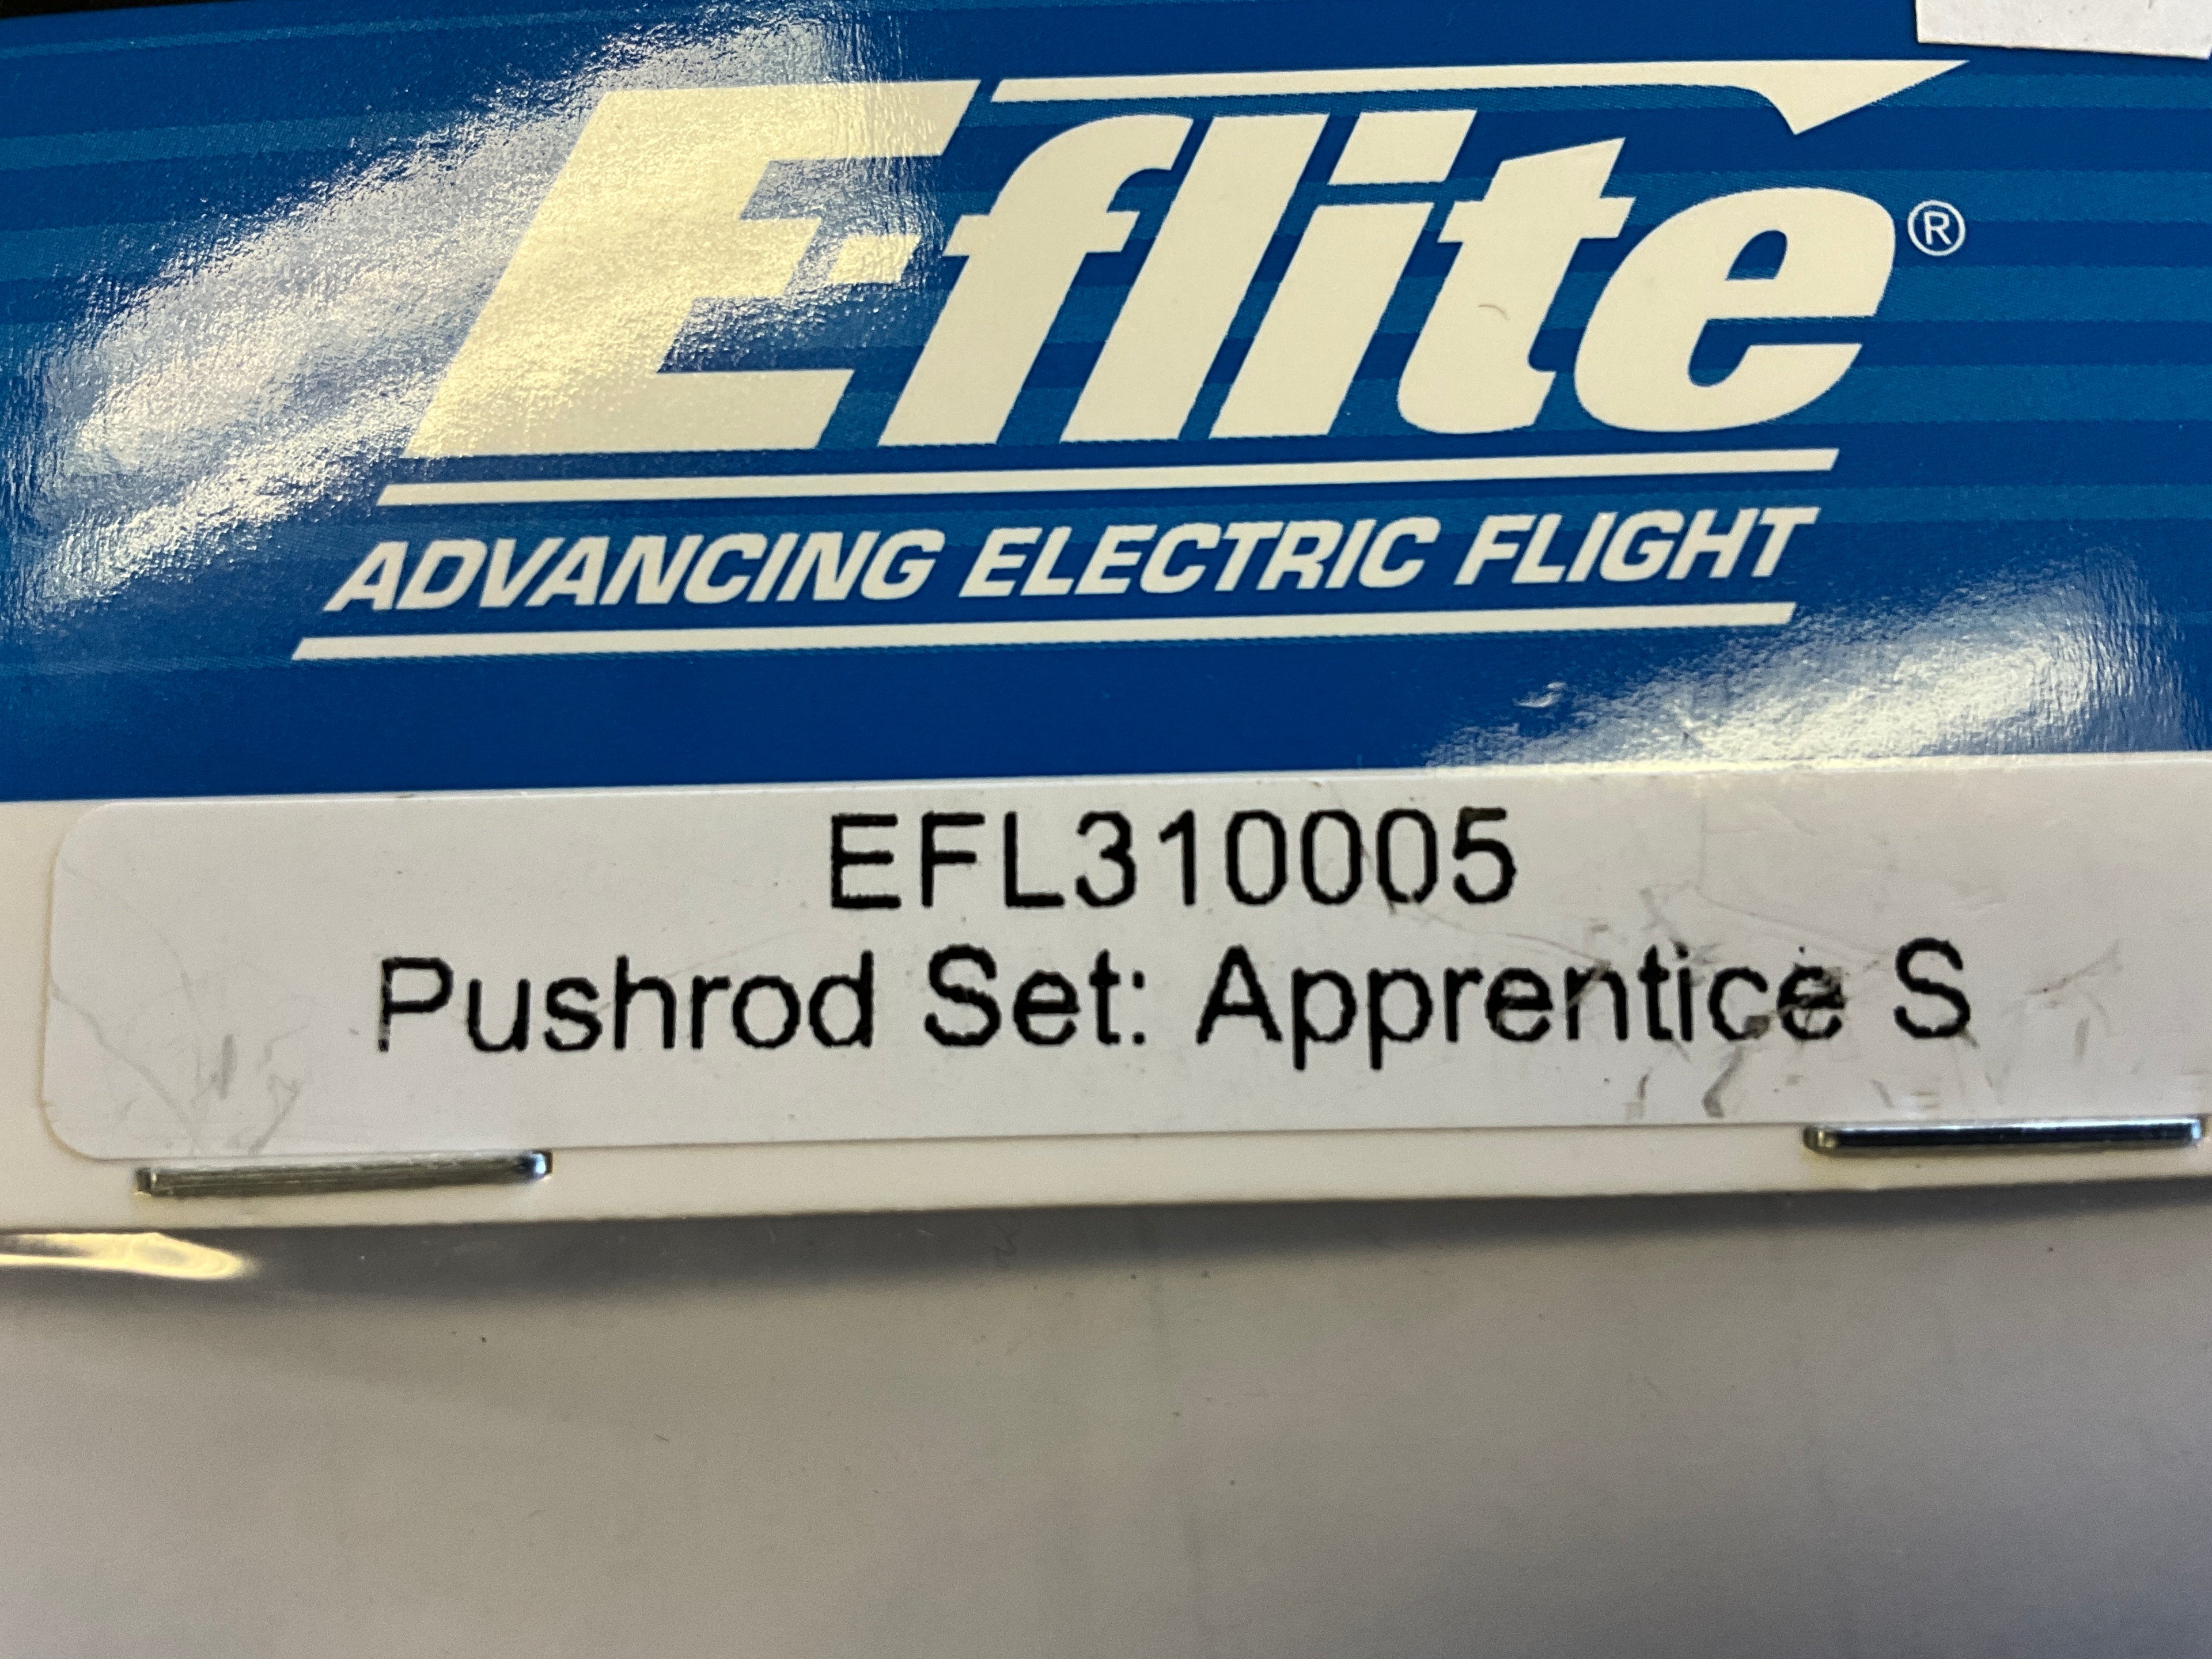 E-flite®
ADVANCING ELECTRIC FLIGHT
EFL310005
Pushrod Set: Apprentice S